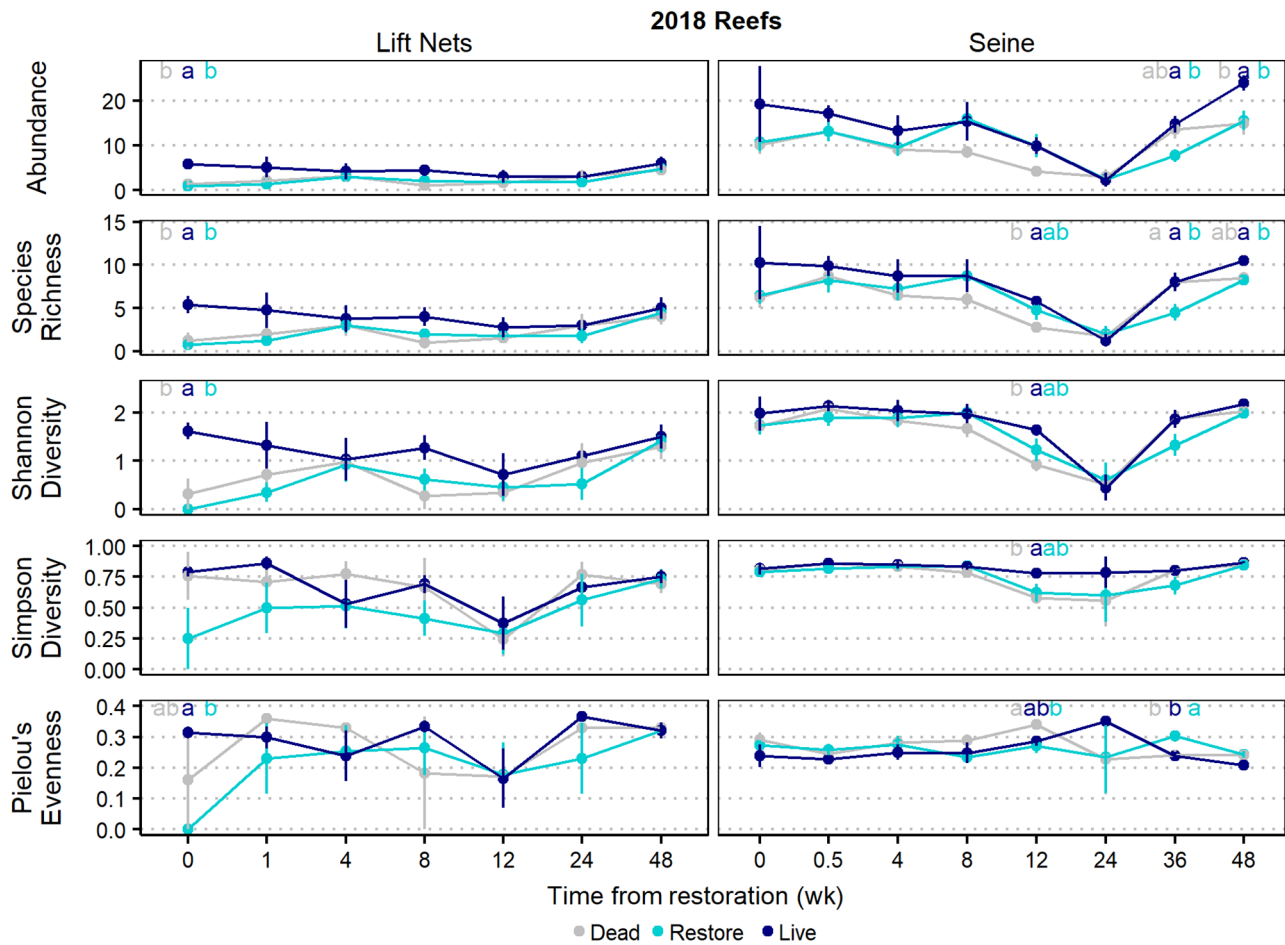 2018 Reefs
Lift Nets Seine
Abundance
20
10
0
b a b
ab a b b a b
Species
Richness
15
10
5
0
b a b
b a ab a a b ab a b
Shannon
Diversity
2
1
0
b a b
b a ab
Simpson
Diversity
1.00
0.75
0.50
0.25
0.00
b a ab
Pielou's
Evenness
0.4
0.3
0.2
0.1
0.0
ab a b
a ab b b b a
0 1 4 8 12 24 48 0 0.5 4 8 12 24 36 48
Time from restoration (wk)
Dead Restore Live